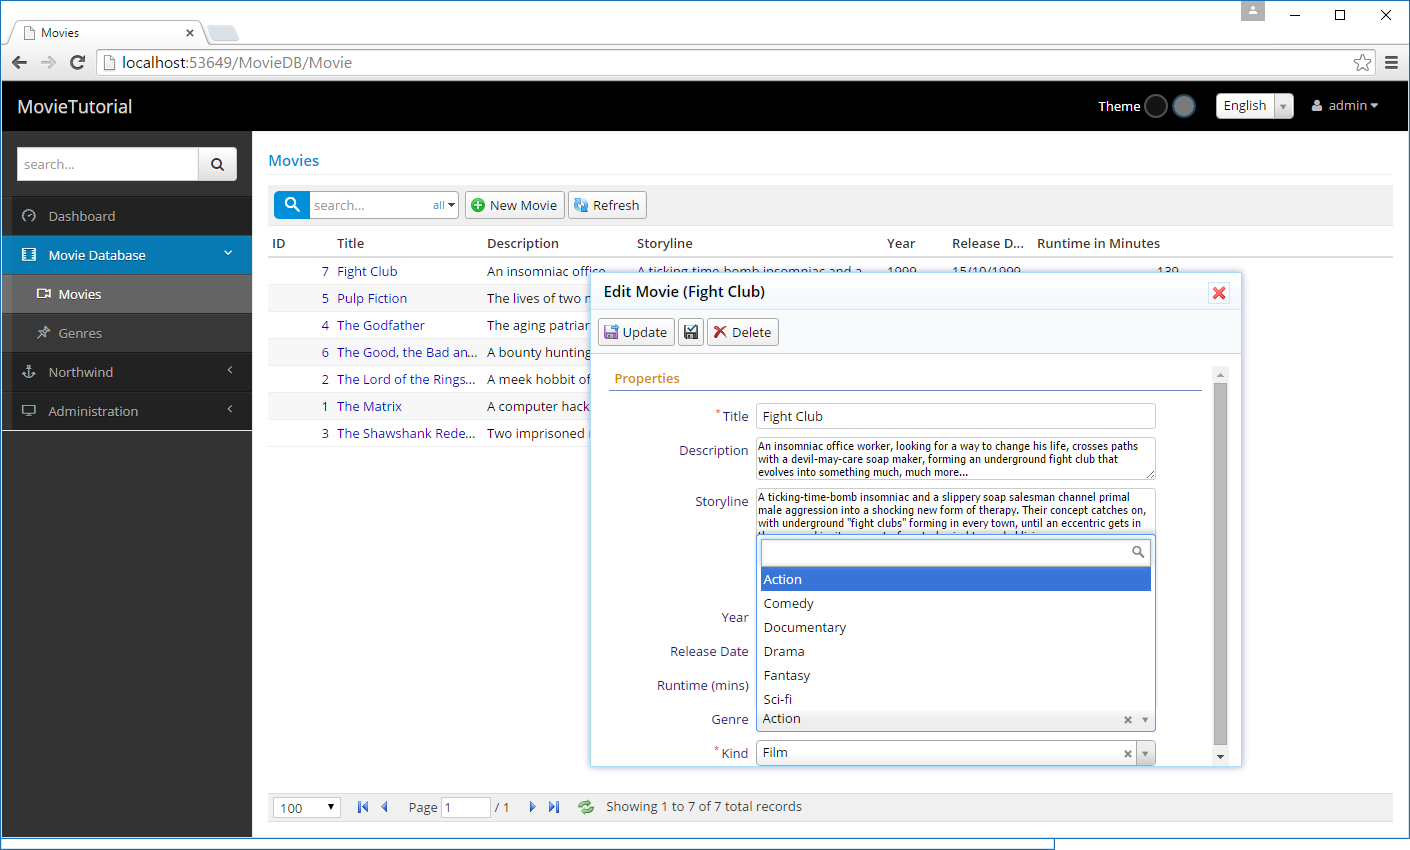 Movies
localhost:53649/MovieDB/Movie
MovieTutorial
Theme
English
admin
search...
Dashboard
Movie Database
Movies
Genres
Northwind
Administration
Movies
search...
all
New Movie
Refresh
ID Title Description Storyline Year Release D... Runtime in Minutes
7 Fight Club An insomniac office A ticking-time-bomb insomniac and a 1999 15/10/1999 139
5 Pulp Fiction The lives of two
4 The Godfather The aging patriar
6 The Good, the Bad an... A bounty hunting
2 The Lord of the Rings... A meek hobbit of
1 The Matrix A computer hack
3 The Shawshank Rede... Two imprisoned
Edit Movie (Fight Club)
Update
Delete
Properties
*Title Fight Club
Description An insomniac office worker, looking for a way to change his life, crosses paths
with a devil-may-care soap maker, forming an underground fight club that
evolves into something much, much more...
Storyline A ticking-time-bomb insomniac and a slippery soap salesman channel primal
male aggression into a shocking new form of therapy. Their concept catches on,
with underground "fight clubs" forming in every town, until an eccentric gets in
Action
Comedy
Documentary
Drama
Fantasy
Sci-fi
Year
Release Date
Runtime (mins)
Genre Action
*Kind Film
100
Page 1 / 1
Showing 1 to 7 of 7 total records